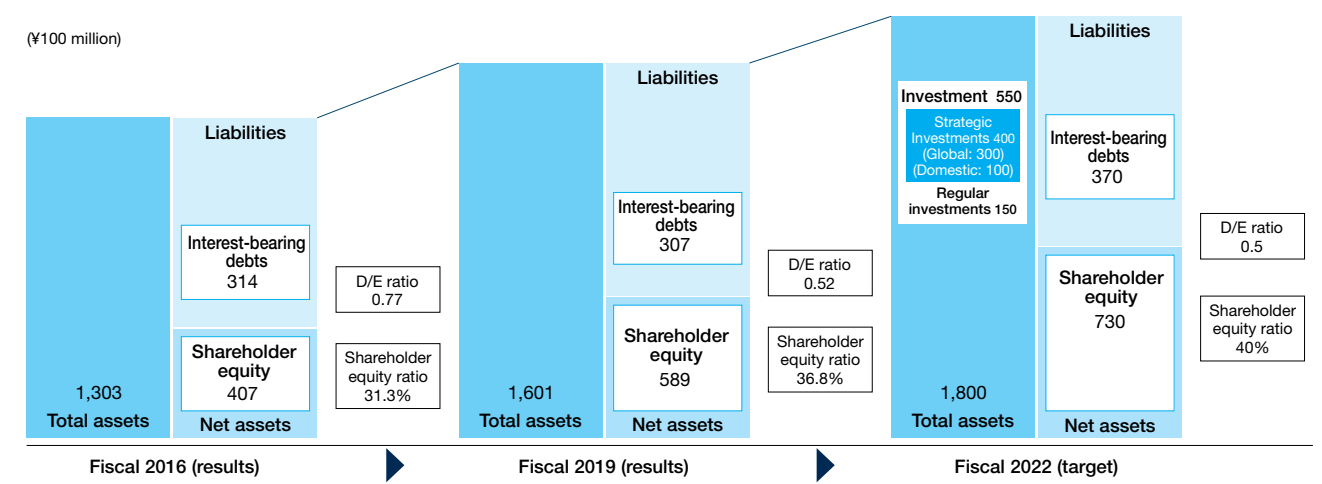 (¥100 million)
Liabilities
Interest-bearing
debts
314
Shareholder
equity
407
1,303
Total assets
Net assets
D/E ratio
0.77
Shareholder
equity ratio
31.3%
Fiscal 2016 (results)
Liabilities
Interest-bearing
debts
307
Shareholder
equity
589
1,601
Total assets
Net assets
D/E ratio
0.52
Shareholder
equity ratio
36.8%
Fiscal 2019 (results)
Investment 550
Strategic
Investments 400
(Global: 300)
(Domestic: 100)
Regular
investments 150
Liabilities
Interest-bearing
debts
370
Shareholder
equity
730
1,800
Total assets
Net assets
D/E ratio
0.5
Shareholder
equity ratio
40%
Fiscal 2022 (target)